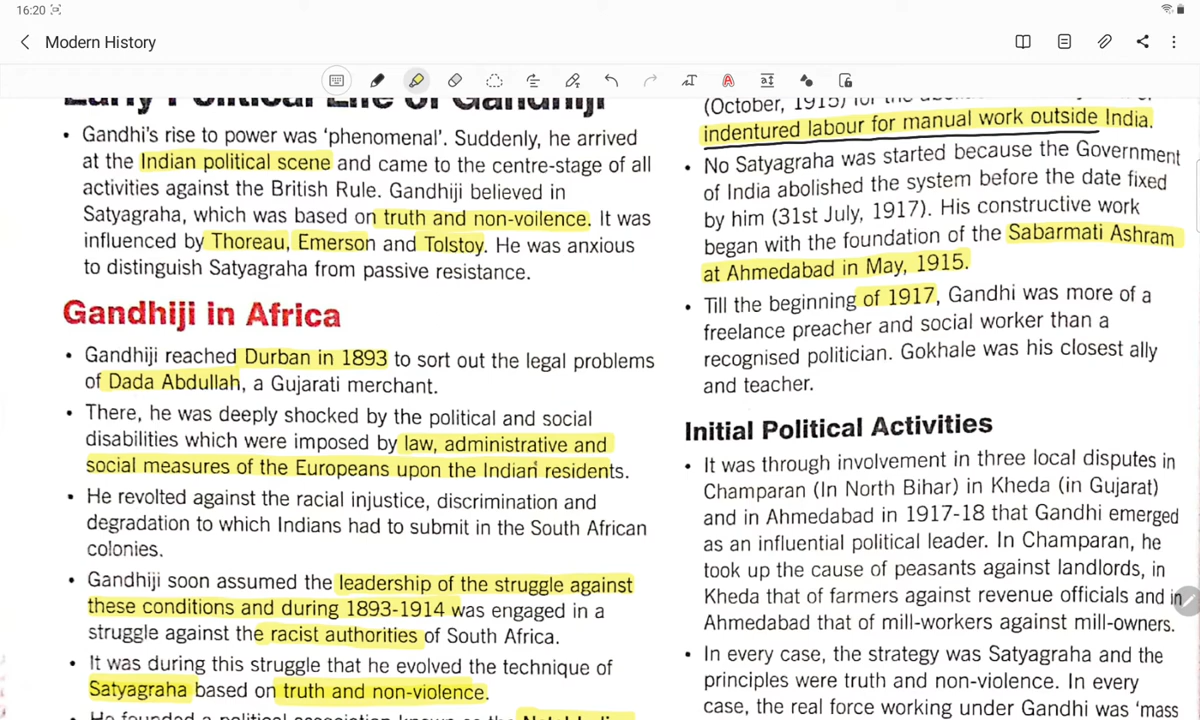 16:20
Modern History
Early Political Life of Gandhiji
• Gandhi's rise to power was 'phenomenal'. Suddenly, he arrived
at the Indian political scene and came to the centre-stage of all
activities against the British Rule. Gandhiji believed in
Satyagraha, which was based on truth and non-voilence. It was
influenced by Thoreau, Emerson and Tolstoy. He was anxious
to distinguish Satyagraha from passive resistance.
Gandhiji in Africa
• Gandhiji reached Durban in 1893 to sort out the legal problems
of Dada Abdullah, a Gujarati merchant.
• There, he was deeply shocked by the political and social
disabilities which were imposed by law, administrative and
social measures of the Europeans upon the Indian residents.
• He revolted against the racial injustice, discrimination and
degradation to which Indians had to submit in the South African
colonies.
• Gandhiji soon assumed the leadership of the struggle against
these conditions and during 1893-1914 was engaged in a
struggle against the racist authorities of South Africa.
• It was during this struggle that he evolved the technique of
Satyagraha based on truth and non-violence.
• He founded a political association known as the Natal Indian
(October, 1915) for the
indentured labour for manual work outside India.
• No Satyagraha was started because the Government
of India abolished the system before the date fixed
by him (31st July, 1917). His constructive work
began with the foundation of the Sabarmati Ashram
at Ahmedabad in May, 1915.
• Till the beginning of 1917, Gandhi was more of a
freelance preacher and social worker than a
recognised politician. Gokhale was his closest ally
and teacher.
Initial Political Activities
• It was through involvement in three local disputes in
Champaran (In North Bihar) in Kheda (in Gujarat)
and in Ahmedabad in 1917-18 that Gandhi emerged
as an influential political leader. In Champaran, he
took up the cause of peasants against landlords, in
Kheda that of farmers against revenue officials and in
Ahmedabad that of mill-workers against mill-owners.
• In every case, the strategy was Satyagraha and the
principles were truth and non-violence. In every
case, the real force working under Gandhi was 'mass